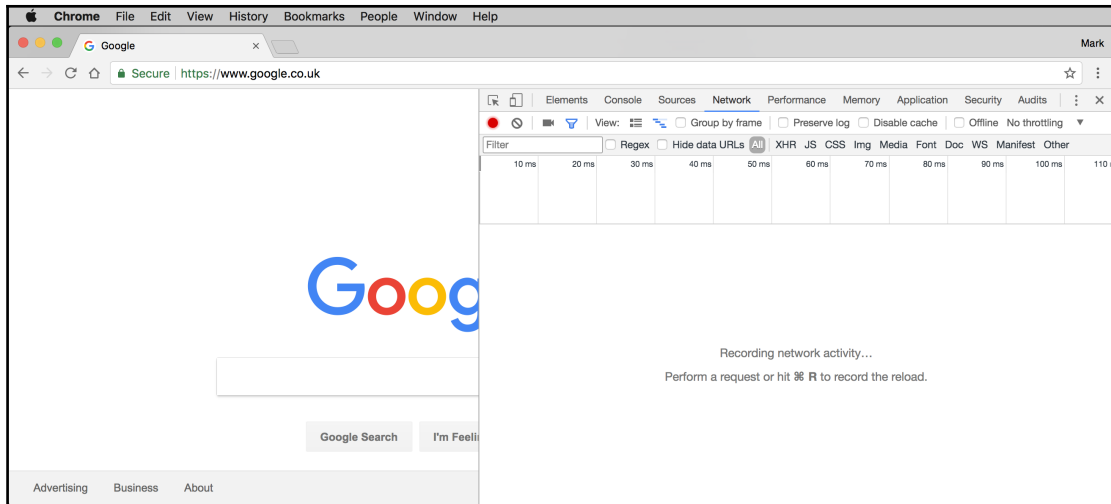 Chrome File Edit View History Bookmarks People Window Help
Google Mark
Secure https://www.google.co.uk
Elements Console Sources Network Performance Memory Application Security Audits
View: Group by frame Preserve log Disable cache Offline No throttling
Filter Regex Hide data URLs All XHR JS CSS Img Media Font Doc WS Manifest Other
10 ms 20 ms 30 ms 40 ms 50 ms 60 ms 70 ms 80 ms 90 ms 100 ms 110
Goog
Recording network activity…
Perform a request or hit ⌘ R to record the reload.
Google Search I'm Feeli
Advertising Business About